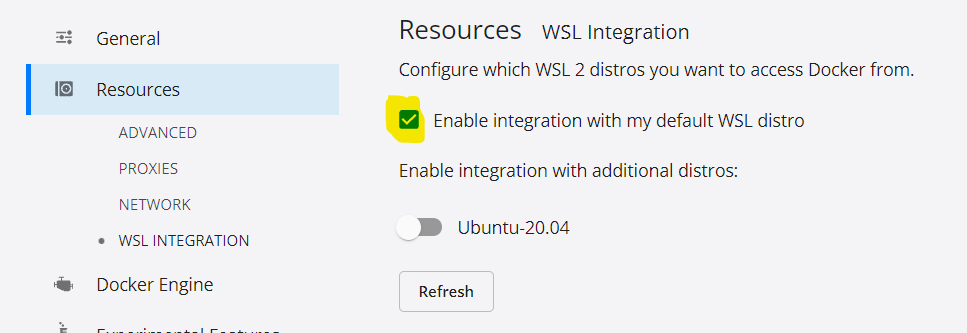 General
Resources
ADVANCED
PROXIES
NETWORK
WSL INTEGRATION
Docker Engine
Experimental Features
Resources WSL Integration
Configure which WSL 2 distros you want to access Docker from.
Enable integration with my default WSL distro
Enable integration with additional distros:
Ubuntu-20.04
Refresh